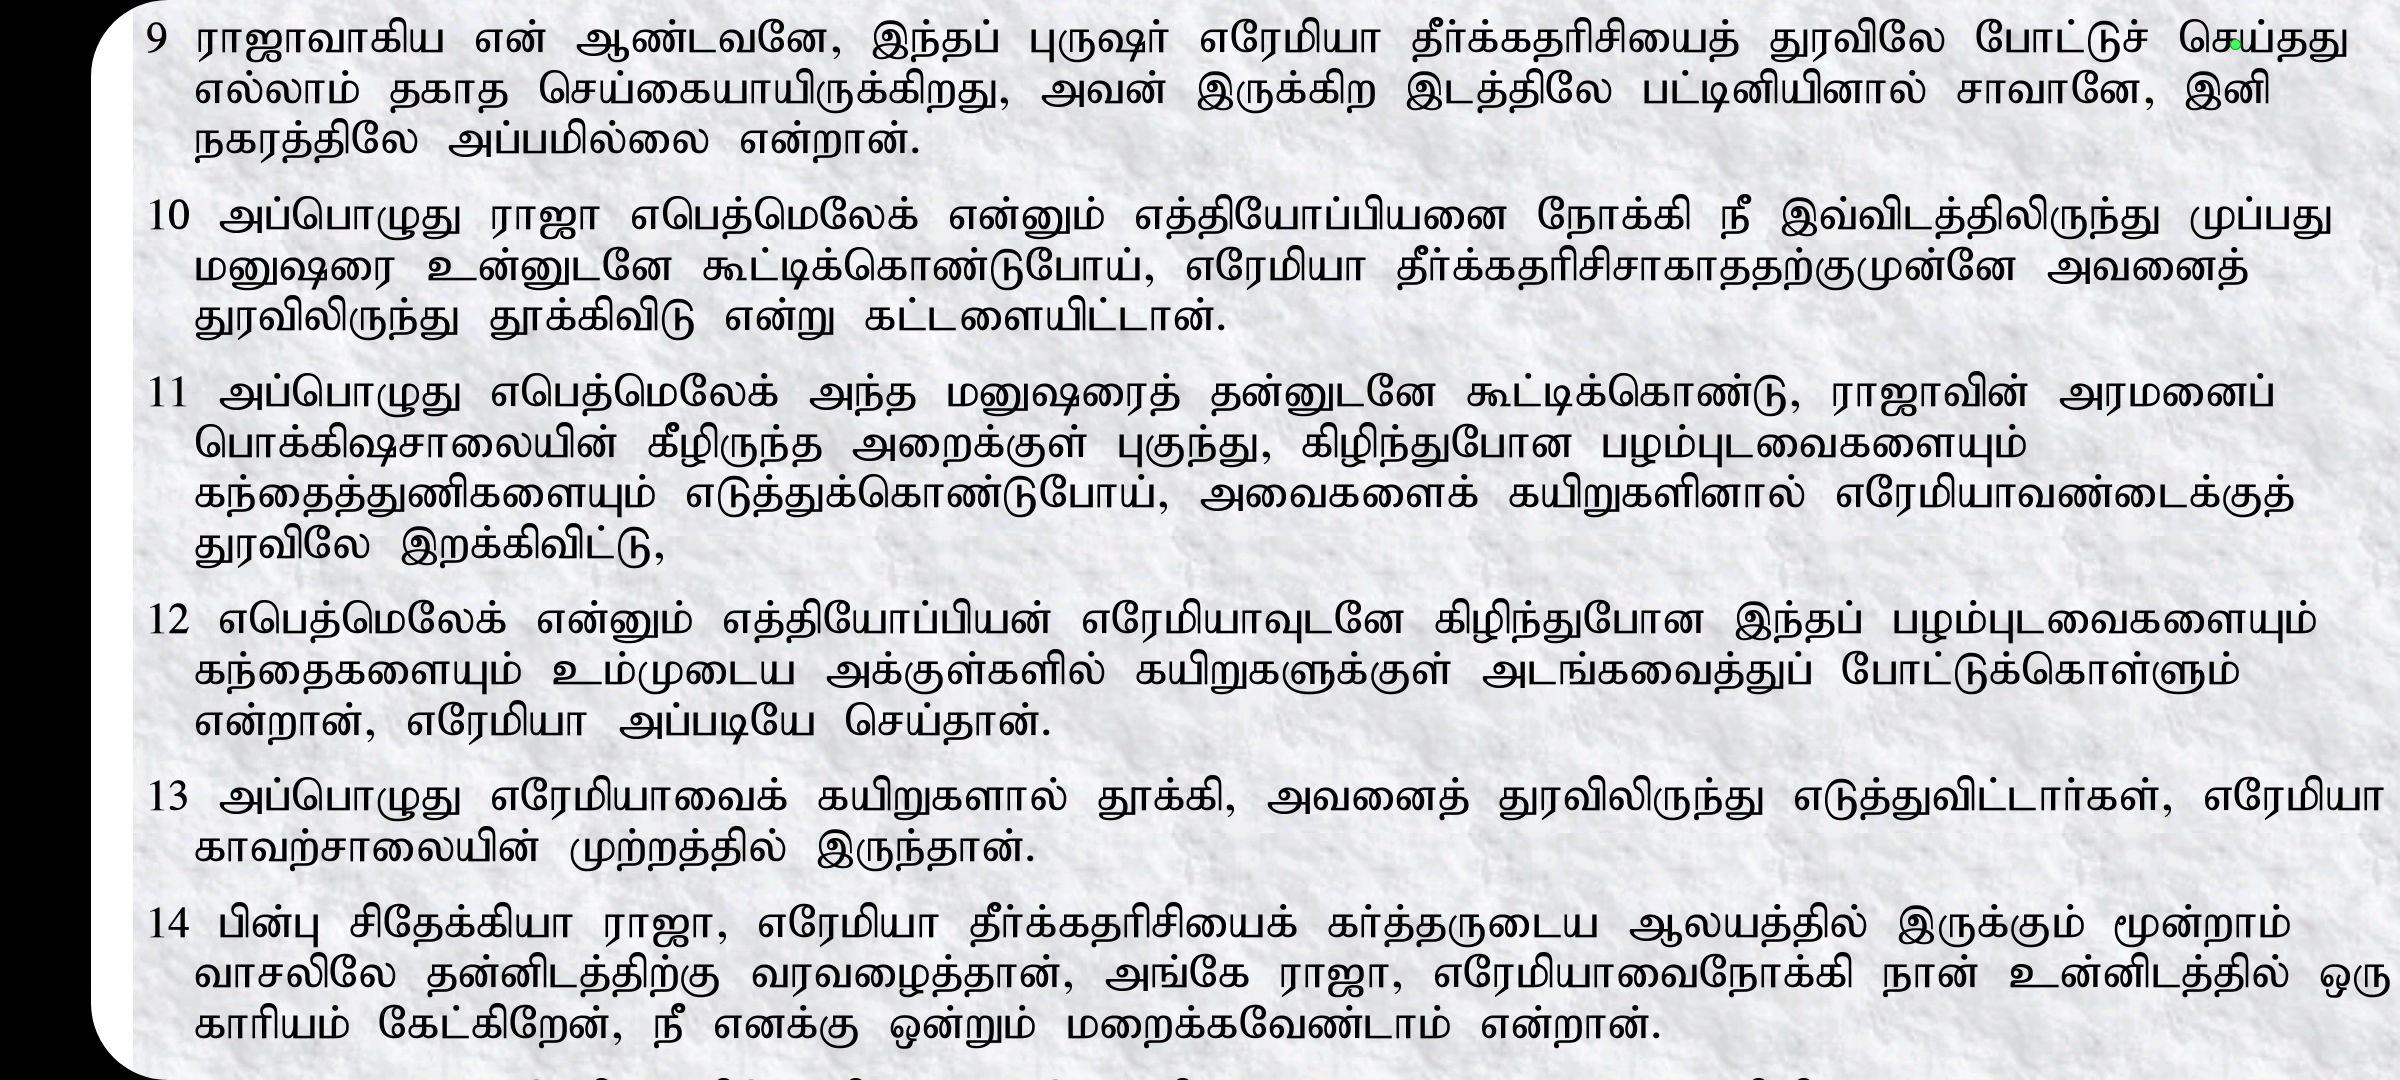 9 ராஜாவாகிய என் ஆண்டவனே, இந்தப் புருஷர் எரேமியா தீர்க்கதரிசியைத் துரவிலே போட்டுச் செய்தது
எல்லாம் தகாத செய்கையாயிருக்கிறது, அவன் இருக்கிற இடத்திலே பட்டினியினால் சாவானே, இனி
நகரத்திலே அப்பமில்லை என்றான்.
10 அப்பொழுது ராஜா எபெத்மெலேக் என்னும் எத்தியோப்பியனை நோக்கி நீ இவ்விடத்திலிருந்து முப்பது
மனுஷரை உன்னுடனே கூட்டிக்கொண்டுபோய், எரேமியா தீர்க்கதரிசிசாகாததற்குமுன்னே அவனைத்
துரவிலிருந்து தூக்கிவிடு என்று கட்டளையிட்டான்.
11 அப்பொழுது எபெத்மெலேக் அந்த மனுஷரைத் தன்னுடனே கூட்டிக்கொண்டு, ராஜாவின் அரமனைப்
பொக்கிஷசாலையின் கீழிருந்த அறைக்குள் புகுந்து, கிழிந்துபோன பழம்புடவைகளையும்
கந்தைத்துணிகளையும் எடுத்துக்கொண்டுபோய், அவைகளைக் கயிறுகளினால் எரேமியாவண்டைக்குத்
துரவிலே இறக்கிவிட்டு,
12 எபெத்மெலேக் என்னும் எத்தியோப்பியன் எரேமியாவுடனே கிழிந்துபோன இந்தப் பழம்புடவைகளையும்
கந்தைகளையும் உம்முடைய அக்குள்களில் கயிறுகளுக்குள் அடங்கவைத்துப் போட்டுக்கொள்ளும்
என்றான், எரேமியா அப்படியே செய்தான்.
13 அப்பொழுது எரேமியாவைக் கயிறுகளால் தூக்கி, அவனைத் துரவிலிருந்து எடுத்துவிட்டார்கள், எரேமியா
காவற்சாலையின் முற்றத்தில் இருந்தான்.
14 பின்பு சிதேக்கியா ராஜா, எரேமியா தீர்க்கதரிசியைக் கர்த்தருடைய ஆலயத்தில் இருக்கும் மூன்றாம்
வாசலிலே தன்னிடத்திற்கு வரவழைத்தான், அங்கே ராஜா, எரேமியாவைநோக்கி நான் உன்னிடத்தில் ஒரு
காரியம் கேட்கிறேன், நீ எனக்கு ஒன்றும் மறைக்கவேண்டாம் என்றான்.